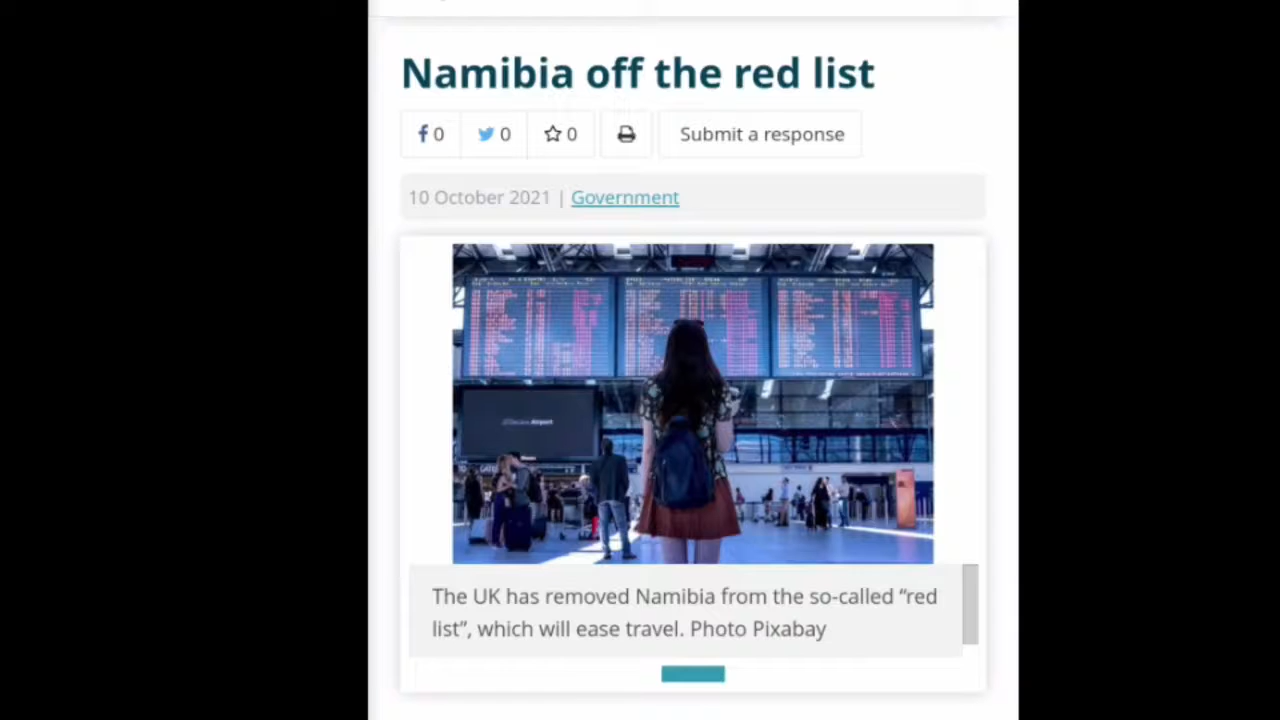 Namibia off the red list
0 0 0 Submit a response
10 October 2021 | Government
The UK has removed Namibia from the so-called “red
list”, which will ease travel. Photo Pixabay